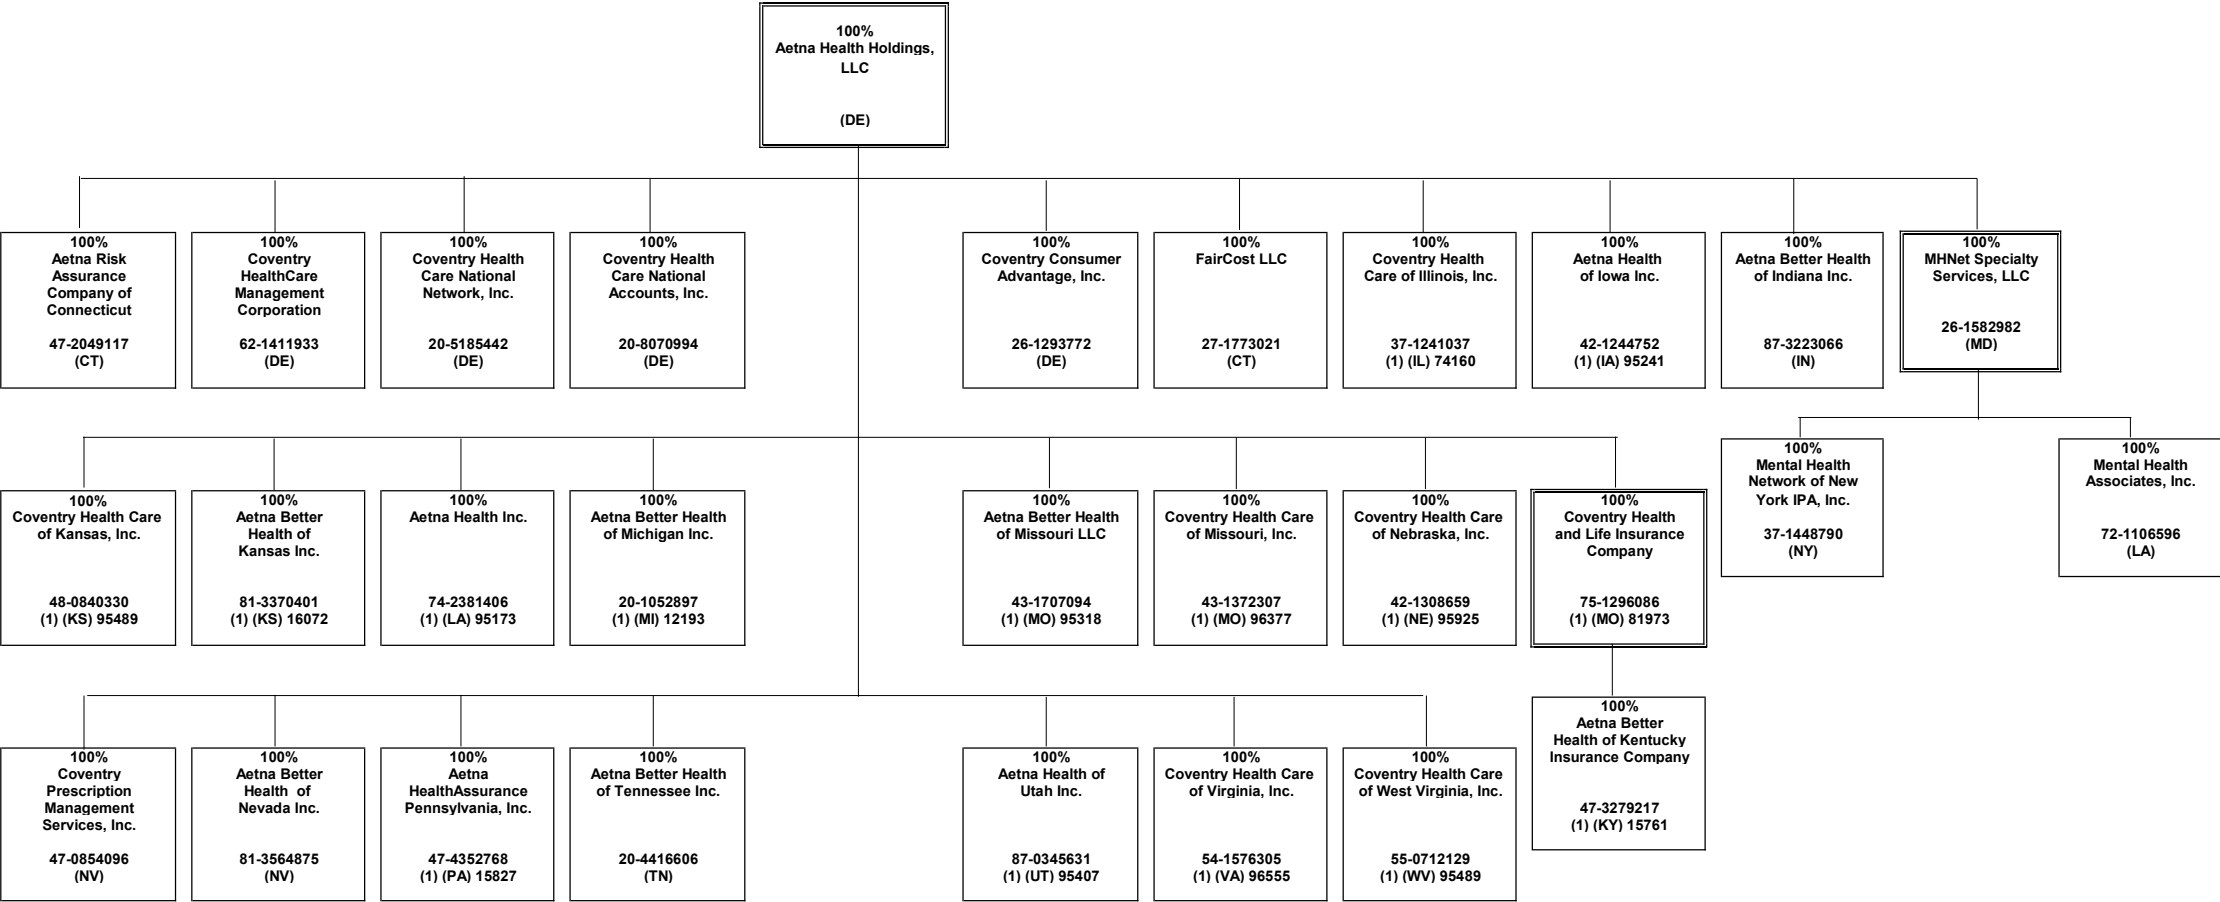 100%
Aetna Health Holdings,
LLC
(DE)
100%
Aetna Risk
Assurance
Company of
Connecticut
47-2049117
(CT)
100%
Coventry
HealthCare
Management
Corporation
62-1411933
(DE)
100%
Coventry Health
Care National
Network, Inc.
20-5185442
(DE)
100%
Coventry Health
Care National
Accounts, Inc.
20-8070994
(DE)
100%
Coventry Consumer
Advantage, Inc.
26-1293772
(DE)
100%
FairCost LLC
27-1773021
(CT)
100%
Coventry Health
Care of Illinois, Inc.
37-1241037
(1) (IL) 74160
100%
Aetna Health
of Iowa Inc.
42-1244752
(1) (IA) 95241
100%
Aetna Better Health
of Indiana Inc.
87-3223066
(IN)
100%
MHNet Specialty
Services, LLC
26-1582982
(MD)
100%
Mental Health
Network of New
York IPA, Inc.
37-1448790
(NY)
100%
Mental Health
Associates, Inc.
72-1106596
(LA)
100%
Coventry Health Care
of Kansas, Inc.
48-0840330
(1) (KS) 95489
100%
Aetna Better
Health of
Kansas Inc.
81-3370401
(1) (KS) 16072
100%
Aetna Health Inc.
74-2381406
(1) (LA) 95173
100%
Aetna Better Health
of Michigan Inc.
20-1052897
(1) (MI) 12193
100%
Aetna Better Health
of Missouri LLC
43-1707094
(1) (MO) 95318
100%
Coventry Health Care
of Missouri, Inc.
43-1372307
(1) (MO) 96377
100%
Coventry Health Care
of Nebraska, Inc.
42-1308659
(1) (NE) 95925
100%
Coventry Health
and Life Insurance
Company
75-1296086
(1) (MO) 81973
100%
Aetna Better
Health of Kentucky
Insurance Company
47-3279217
(1) (KY) 15761
100%
Coventry
Prescription
Management
Services, Inc.
47-0854096
(NV)
100%
Aetna Better
Health of
Nevada Inc.
81-3564875
(NV)
100%
Aetna
HealthAssurance
Pennsylvania, Inc.
47-4352768
(1) (PA) 15827
100%
Aetna Better Health
of Tennessee Inc.
20-4416606
(TN)
100%
Aetna Health of
Utah Inc.
87-0345631
(1) (UT) 95407
100%
Coventry Health Care
of Virginia, Inc.
54-1576305
(1) (VA) 96555
100%
Coventry Health Care
of West Virginia, Inc.
55-0712129
(1) (WV) 95489